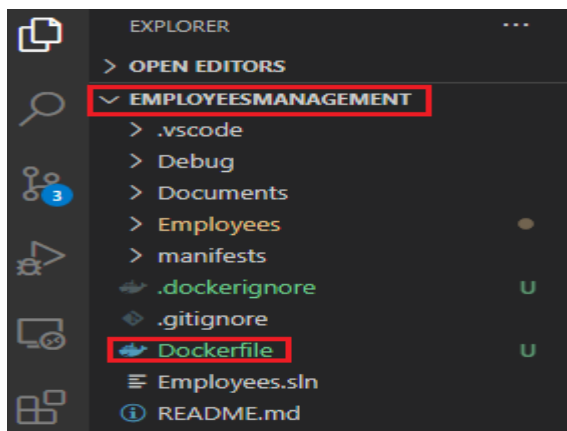 EXPLORER ...
OPEN EDITORS
EMPLOYEESMANAGEMENT
.vscode
Debug
Documents
Employees
manifests
.dockerignore U
.gitignore
Dockerfile U
Employees.sln
README.md
3